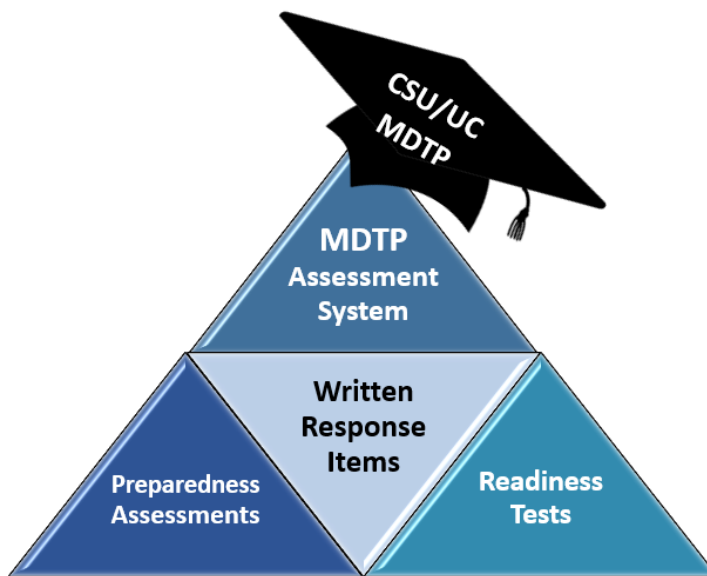 CSU/UC
MDTP
MDTP
Assessment
System
Written
Response
Items
Preparedness
Assessments
Readiness
Tests